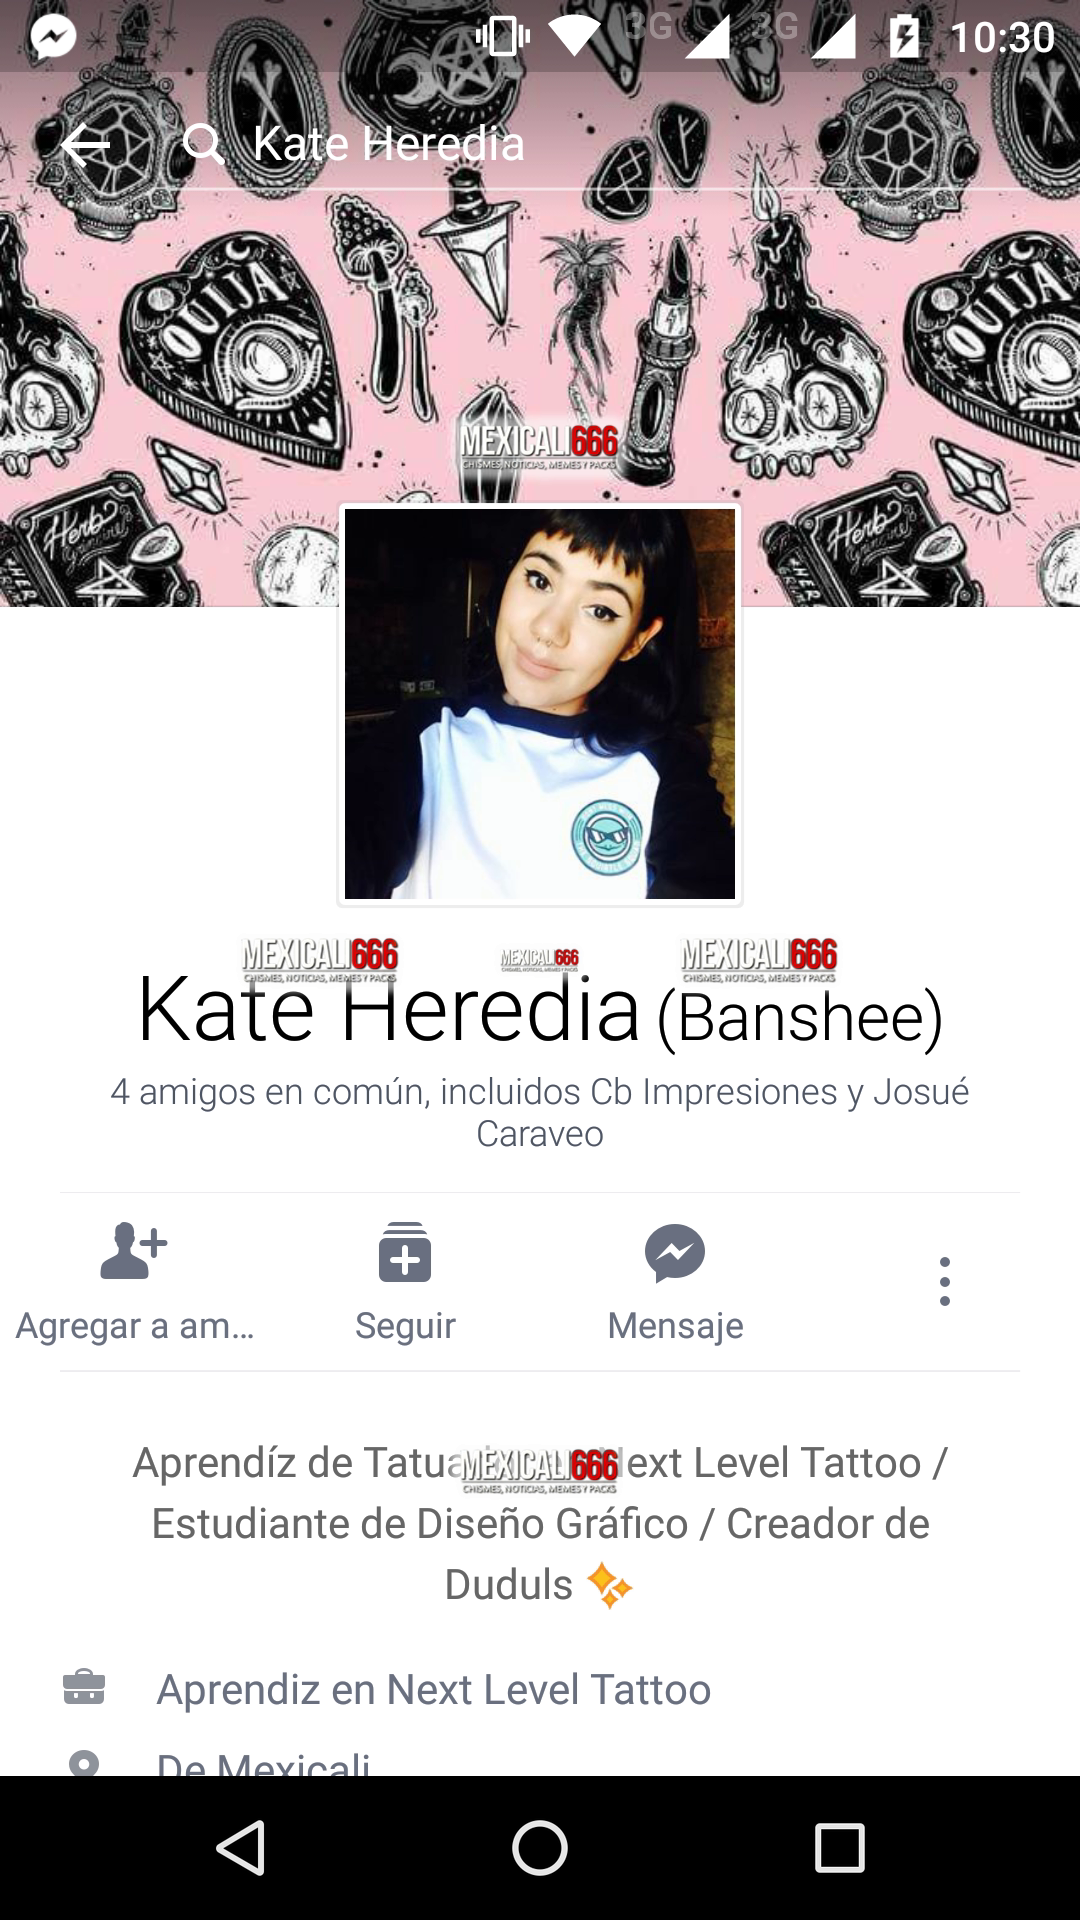 3G 3G 10:30
Kate Heredia
OUIJA OUIJA
MEXICALI666
CHISMES, NOTICIAS, MEMES Y PACKS
Herb Herb
MEXICALI666 MEXICALI666 MEXICALI666
CHISMES, NOTICIAS, MEMES Y PACKS CHISMES, NOTICIAS, MEMES Y PACKS CHISMES, NOTICIAS, MEMES Y PACKS
Kate Heredia (Banshee)
4 amigos en común, incluidos Cb Impresiones y Josué
Caraveo
Agregar a am... Seguir Mensaje
Aprendíz de Tatua ext Level Tattoo /
MEXICALI666
CHISMES, NOTICIAS, MEMES Y PACKS
Estudiante de Diseño Gráfico / Creador de
Duduls ✨
Aprendiz en Next Level Tattoo
De Mexicali